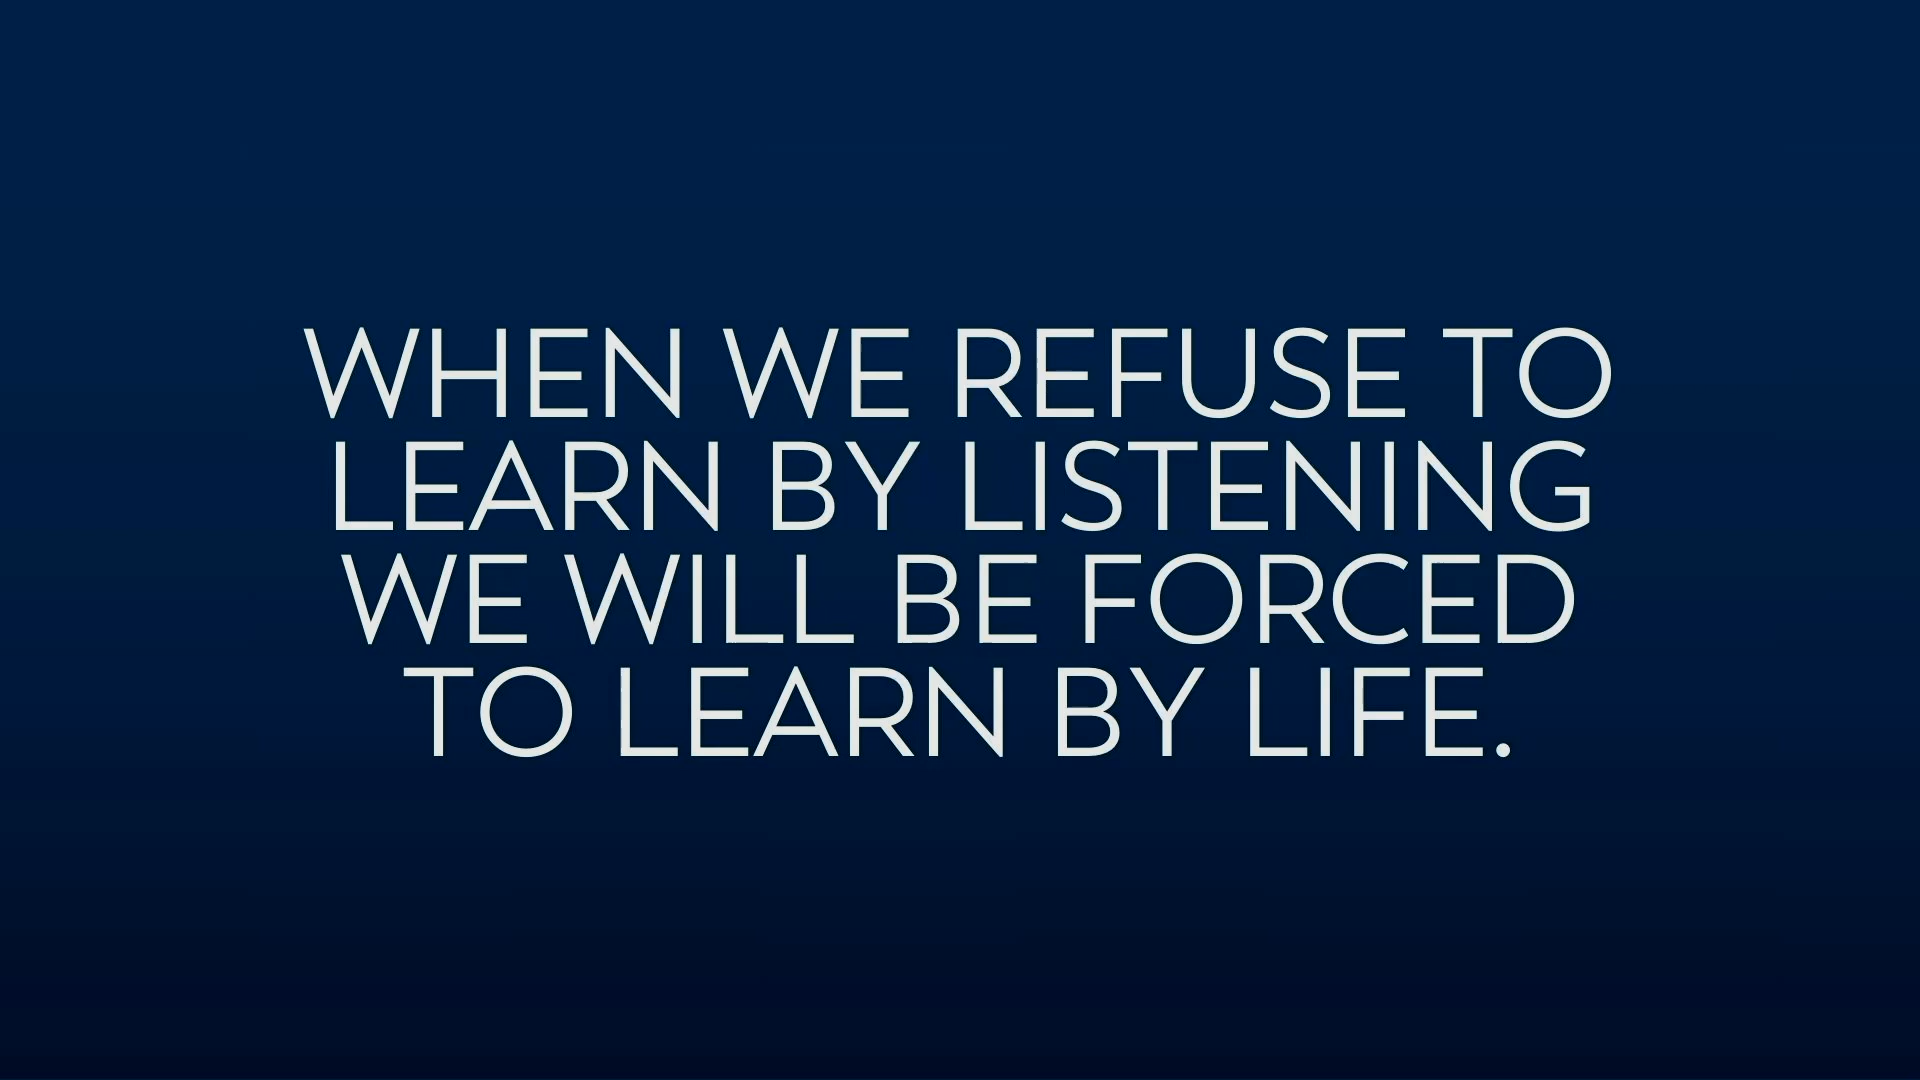 WHEN WE REFUSE TO
LEARN BY LISTENING
WE WILL BE FORCED
TO LEARN BY LIFE.